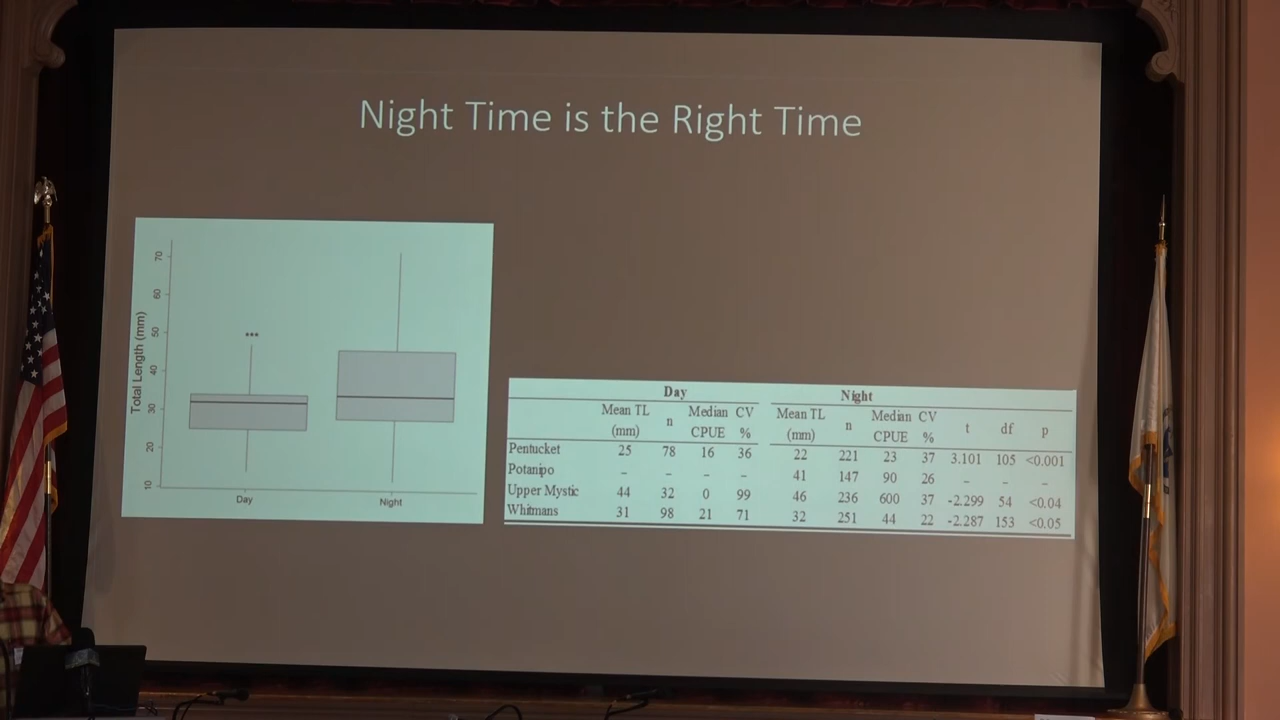 Night Time is the Right Time
Total Length (mm)
70
60
50
40
30
20
10
***
Day
Night
Day Night
Mean TL (mm) n Median CPUE CV % Mean TL (mm) n Median CPUE CV % t df p
Pentucket 25 78 16 36 22 221 23 37 3.101 105 <0.001
Potanipo – – – – 41 147 90 26 – – –
Upper Mystic 44 32 0 99 46 236 600 37 -2.299 54 <0.04
Whitmans 31 98 21 71 32 251 44 22 -2.287 153 <0.05